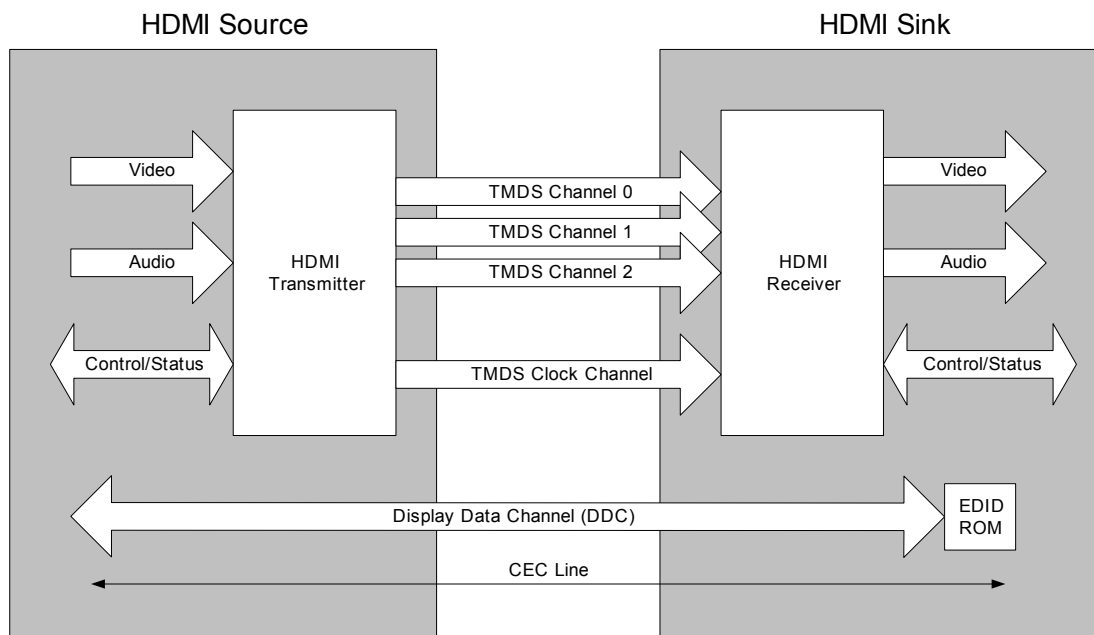 HDMI Source
HDMI Sink
Video
TMDS Channel 0
Video
TMDS Channel 1
Audio
HDMI
Transmitter
TMDS Channel 2
HDMI
Receiver
Audio
Control/Status
TMDS Clock Channel
Control/Status
Display Data Channel (DDC)
EDID
ROM
CEC Line